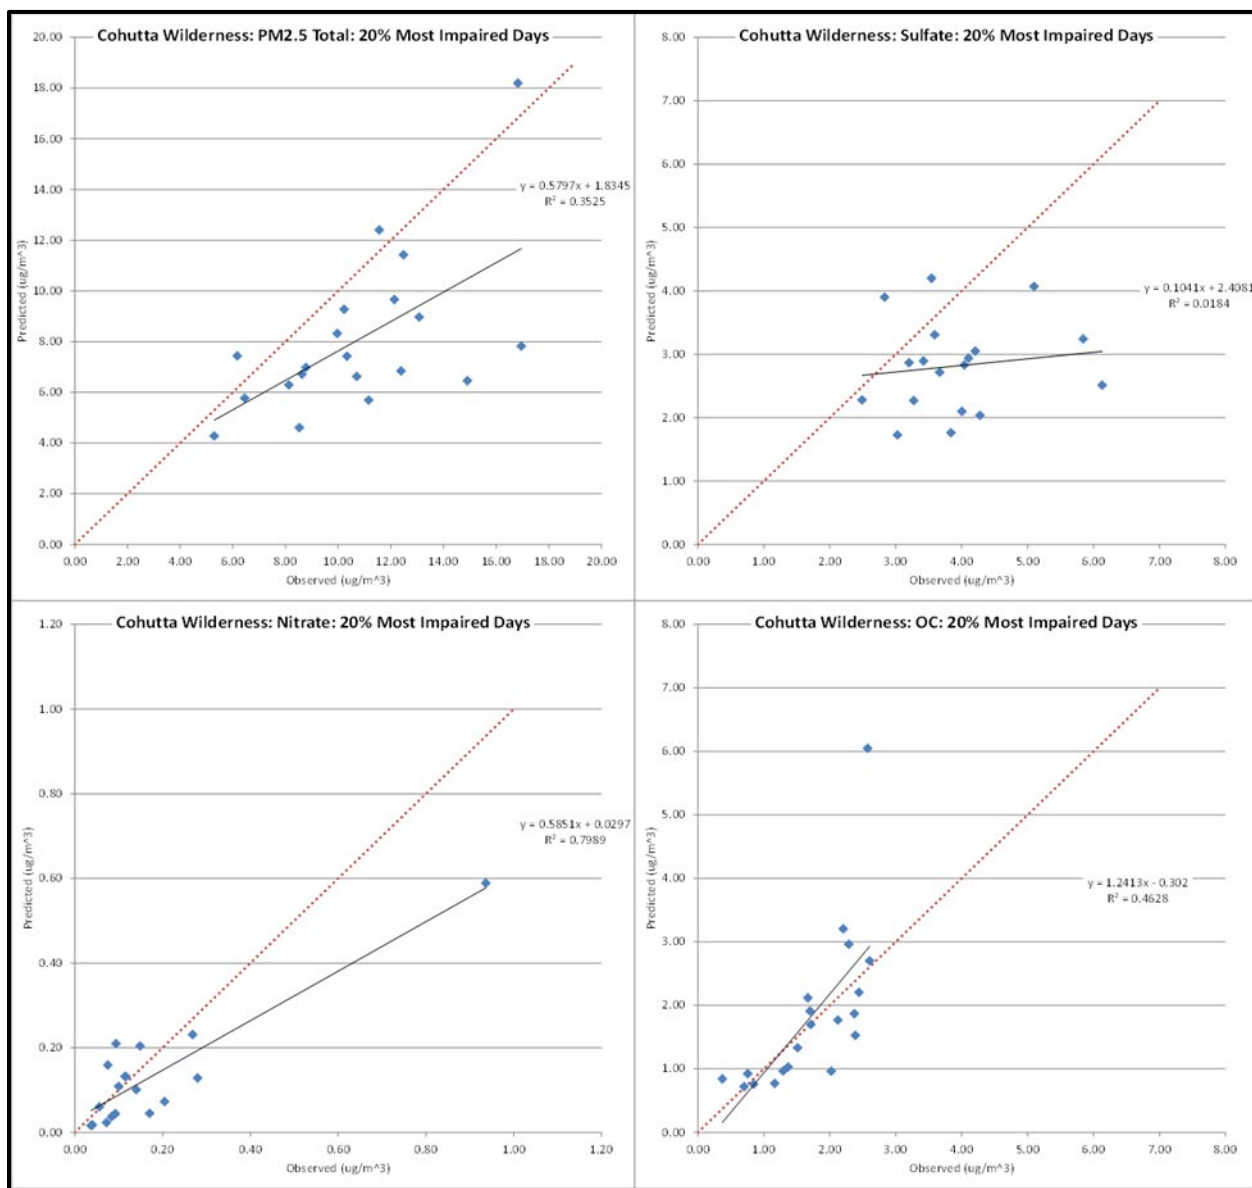 Cohutta Wilderness: PM2.5 Total: 20% Most Impaired Days
20.00
18.00
16.00
14.00
12.00
10.00
8.00
6.00
4.00
2.00
0.00
Predicted (ug/m^3)
y = 0.5797x + 1.8345
R² = 0.3525
0.00 2.00 4.00 6.00 8.00 10.00 12.00 14.00 16.00 18.00 20.00
Observed (ug/m^3)
Cohutta Wilderness: Sulfate: 20% Most Impaired Days
8.00
7.00
6.00
5.00
4.00
3.00
2.00
1.00
0.00
Predicted (ug/m^3)
y = 0.1041x + 2.4081
R² = 0.0184
0.00 1.00 2.00 3.00 4.00 5.00 6.00 7.00 8.00
Observed (ug/m^3)
Cohutta Wilderness: Nitrate: 20% Most Impaired Days
1.20
1.00
0.80
0.60
0.40
0.20
0.00
Predicted (ug/m^3)
y = 0.5851x + 0.0297
R² = 0.7989
0.00 0.20 0.40 0.60 0.80 1.00 1.20
Observed (ug/m^3)
Cohutta Wilderness: OC: 20% Most Impaired Days
8.00
7.00
6.00
5.00
4.00
3.00
2.00
1.00
0.00
Predicted (ug/m^3)
y = 1.2413x - 0.302
R² = 0.4628
0.00 1.00 2.00 3.00 4.00 5.00 6.00 7.00 8.00
Observed (ug/m^3)